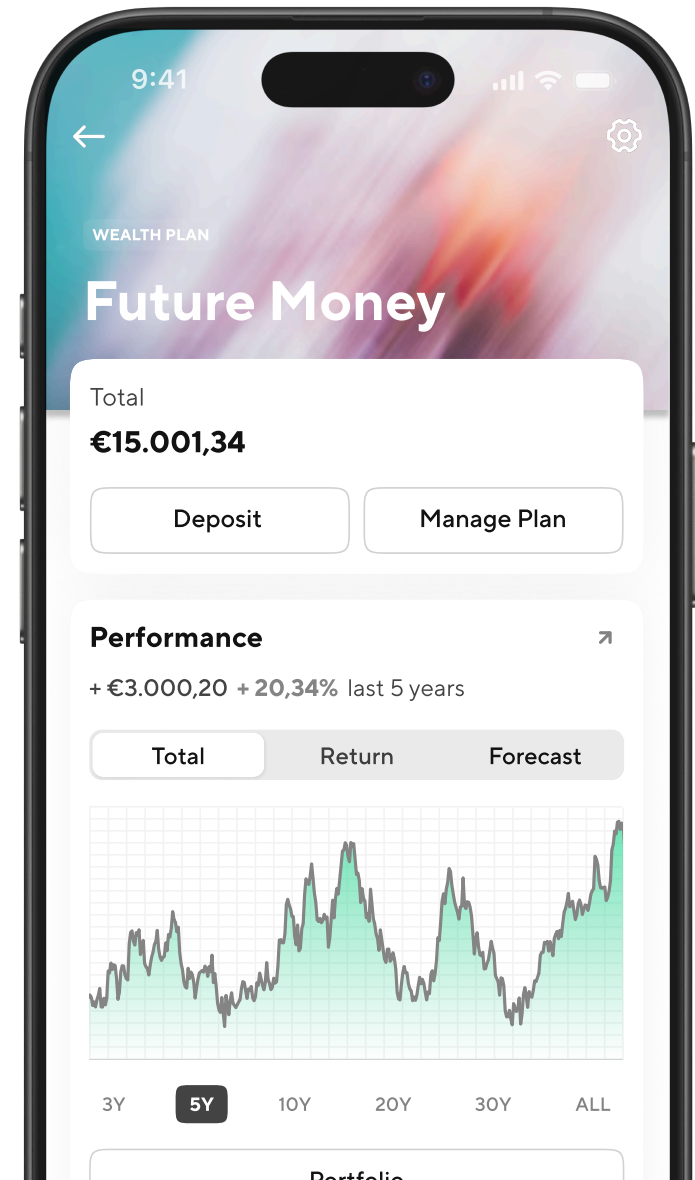 9:41
WEALTH PLAN
Future Money
Total
€15.001,34
Deposit Manage Plan
Performance
+ €3.000,20 + 20,34% last 5 years
Total Return Forecast
3Y 5Y 10Y 20Y 30Y ALL
Portfolio